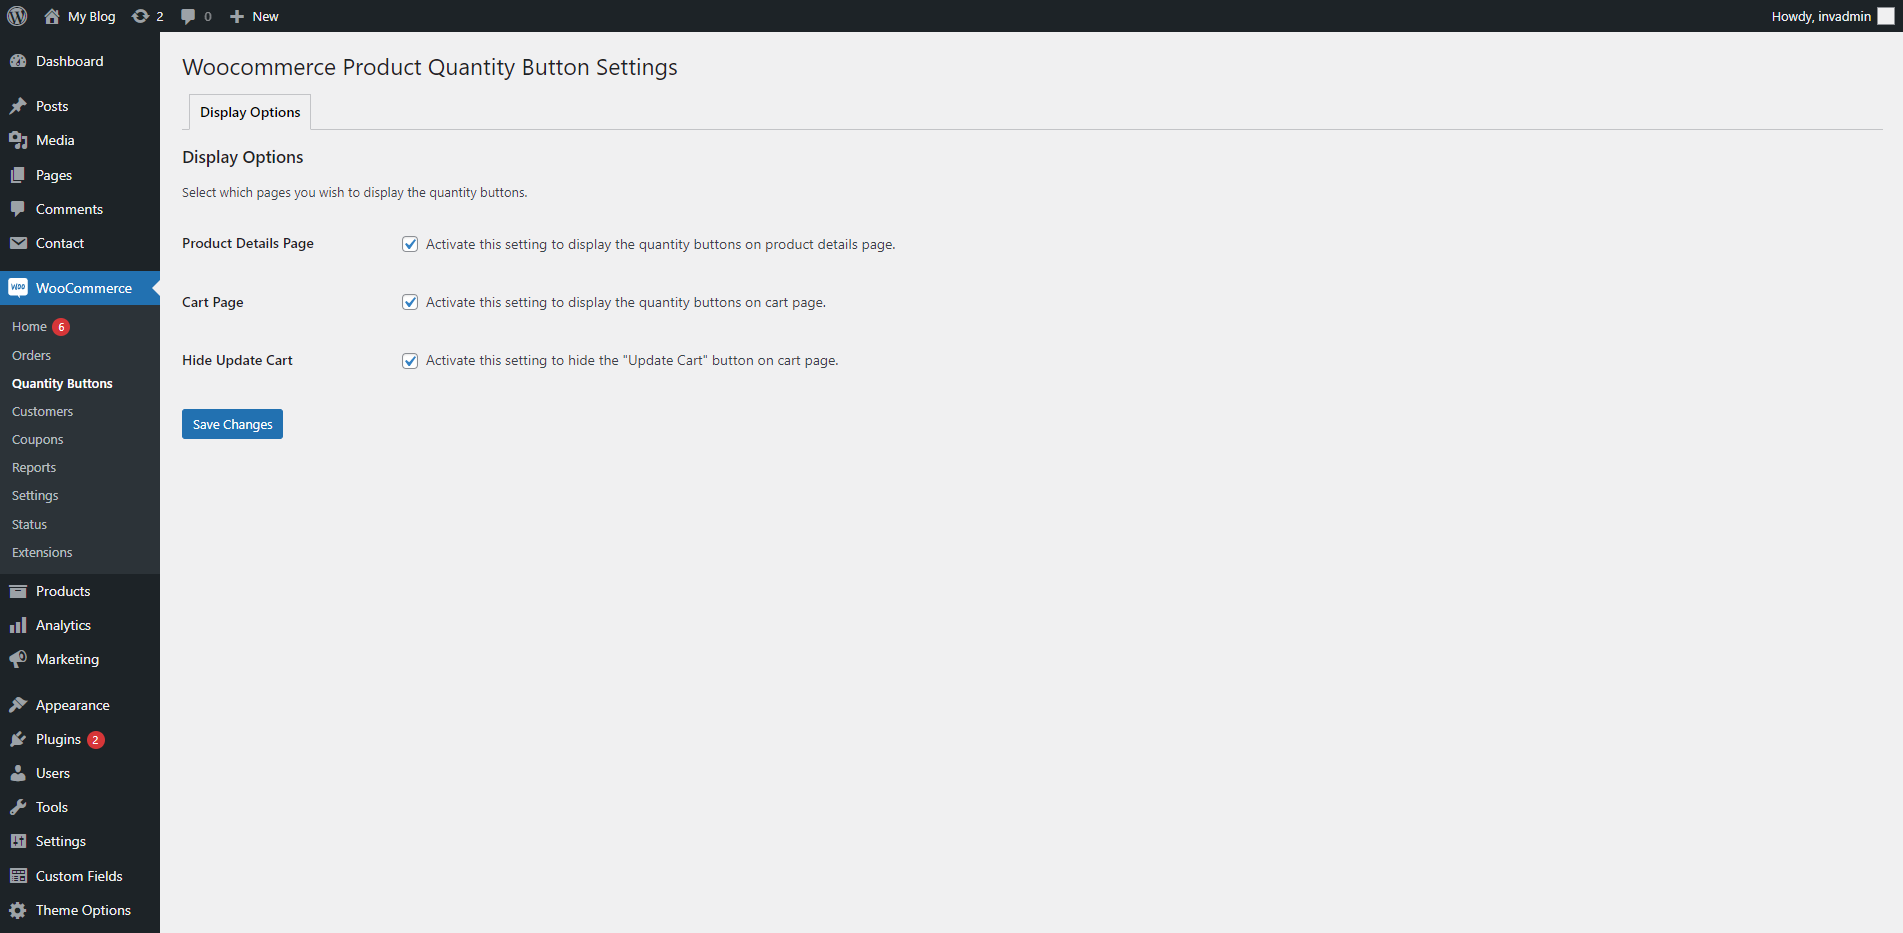 My Blog 2 0 New Howdy, invadmin
Dashboard
Posts
Media
Pages
Comments
Contact
WOO WooCommerce
Home 6
Orders
Quantity Buttons
Customers
Coupons
Reports
Settings
Status
Extensions
Products
Analytics
Marketing
Appearance
Plugins 2
Users
Tools
Settings
Custom Fields
Theme Options
Woocommerce Product Quantity Button Settings
Display Options
Display Options
Select which pages you wish to display the quantity buttons.
Product Details Page Activate this setting to display the quantity buttons on product details page.
Cart Page Activate this setting to display the quantity buttons on cart page.
Hide Update Cart Activate this setting to hide the "Update Cart" button on cart page.
Save Changes